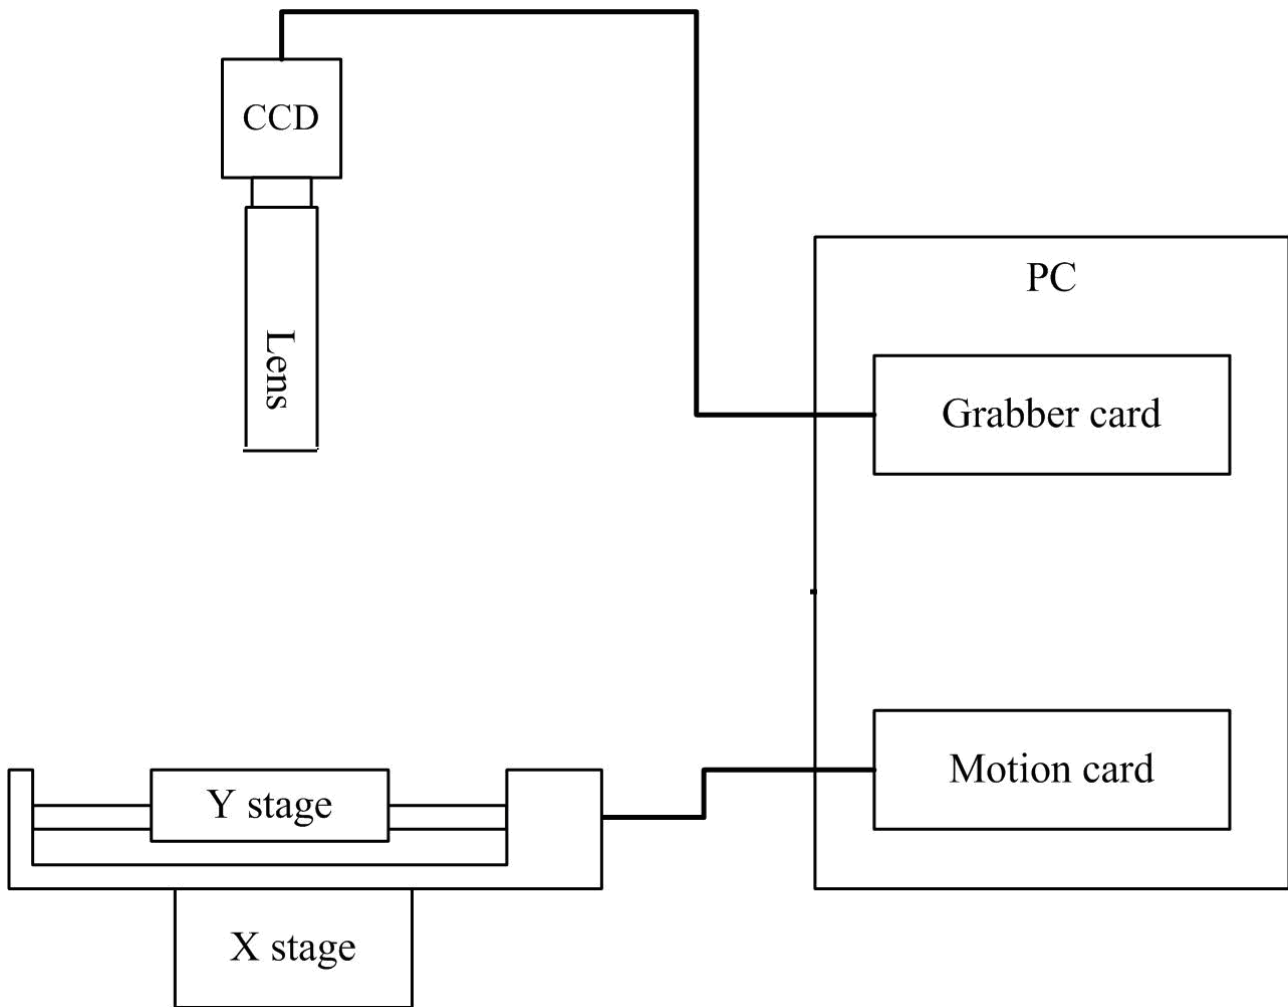 CCD
Lens
PC
Grabber card
Motion card
Y stage
X stage